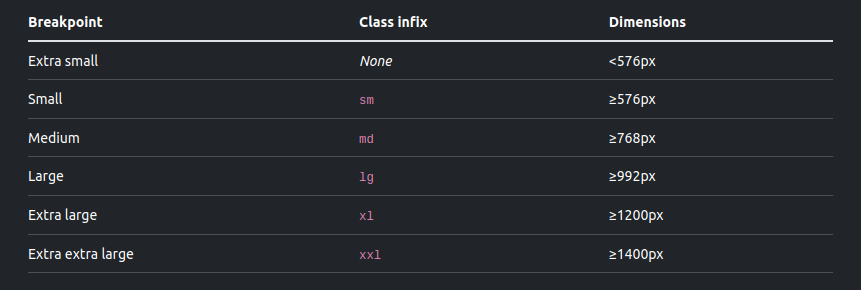 Breakpoint Class infix Dimensions
Extra small None <576px
Small sm ≥576px
Medium md ≥768px
Large lg ≥992px
Extra large xl ≥1200px
Extra extra large xxl ≥1400px